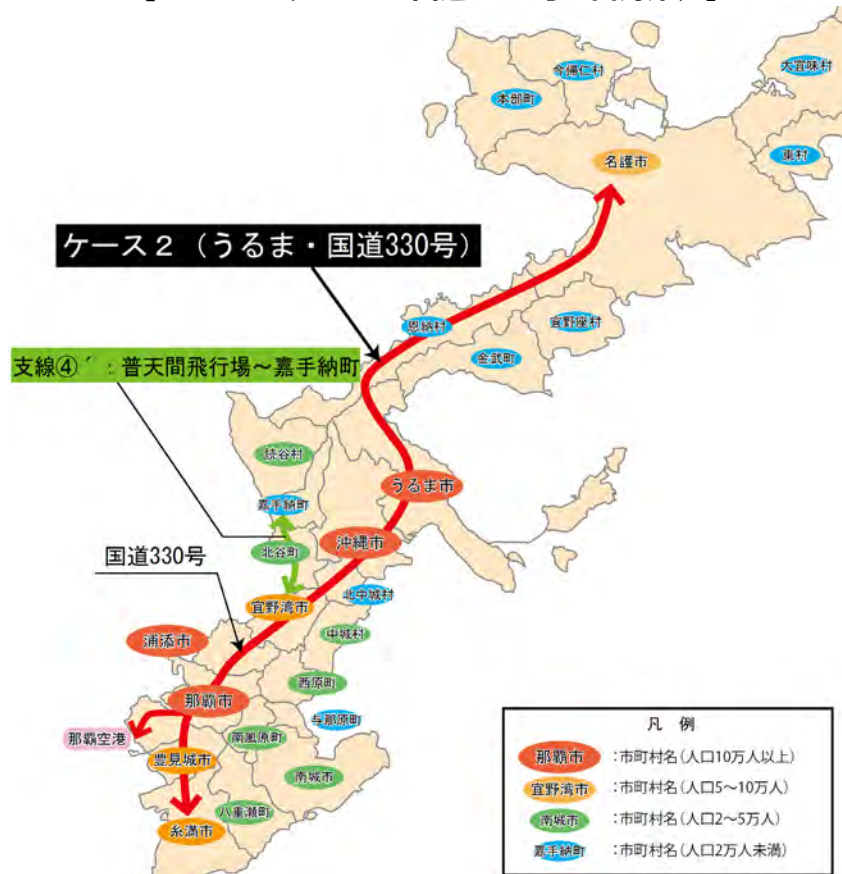 今帰仁村
大宜味村
本部町
名護市
東村
ケース2（うるま・国道330号）
恩納村
宜野座村
金武町
支線④´：普天間飛行場～嘉手納町
読谷村
うるま市
嘉手納町
沖縄市
北谷町
国道330号
北中城村
宜野湾市
中城村
浦添市
西原町
那覇市
与那原町
那覇空港
南風原町
豊見城市
南城市
八重瀬町
糸満市
凡 例
那覇市 ：市町村名（人口10万人以上）
宜野湾市 ：市町村名（人口5～10万人）
南城市 ：市町村名（人口2～5万人）
嘉手納町 ：市町村名（人口2万人未満）